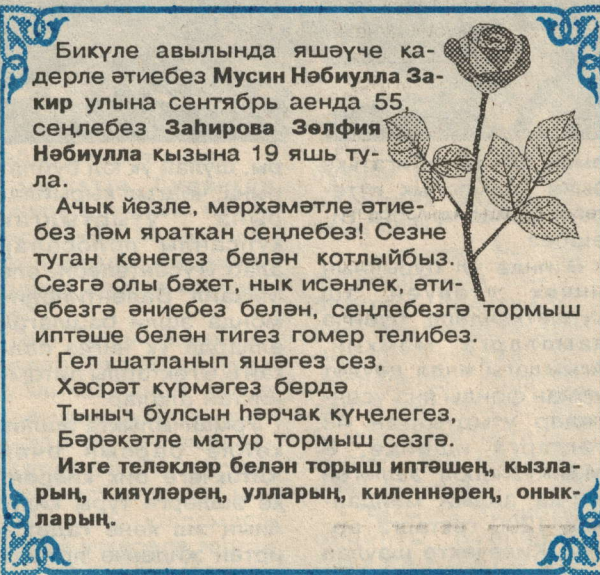 Бикүле авылында яшәүче ка-
дерле әтиебез Мусин Нәбиулла За-
кир улына сентябрь аенда 55,
сеңлебез Заһирова Зөлфия
Нәбиулла кызына 19 яшь ту-
ла.
Ачык йөзле, мәрхәмәтле әтие-
без һәм яраткан сеңлебез! Сезне
туган көнегез белән котлыйбыз.
Сезгә олы бәхет, нык исәнлек, әти-
ебезгә әниебез белән, сеңлебезгә тормыш
иптәше белән тигез гомер телибез.
Гел шатланып яшәгез сез,
Хәсрәт күрмәгез бердә
Тыныч булсын һәрчак күңелегез,
Бәрәкәтле матур тормыш сезгә.
Изге теләкләр белән торыш иптәшең, кызла-
рың, кияүләрең, улларың, киленнәрең, онык-
ларың.